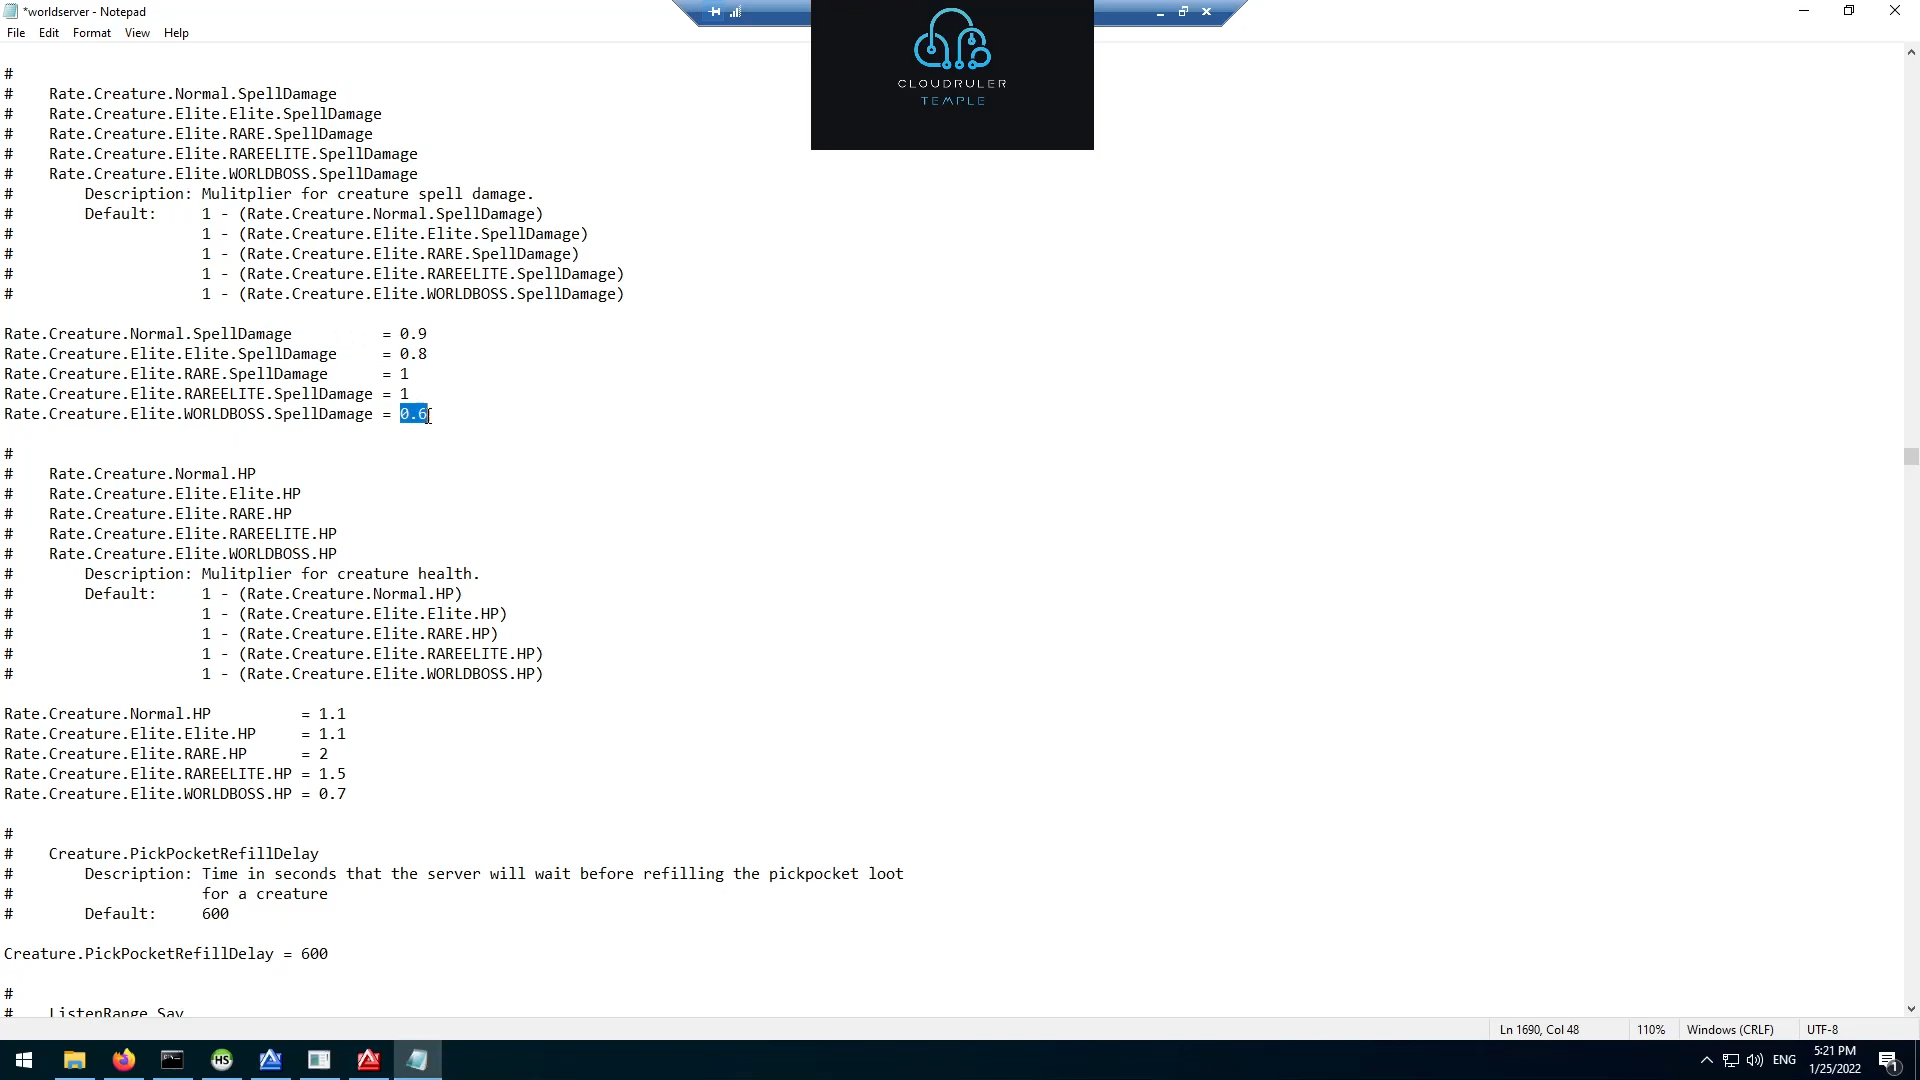 *worldserver - Notepad
File Edit Format View Help
CLOUDRULER
TEMPLE
#
#    Rate.Creature.Normal.SpellDamage
#    Rate.Creature.Elite.Elite.SpellDamage
#    Rate.Creature.Elite.RARE.SpellDamage
#    Rate.Creature.Elite.RAREELITE.SpellDamage
#    Rate.Creature.Elite.WORLDBOSS.SpellDamage
#        Description: Mulitplier for creature spell damage.
#        Default:     1 - (Rate.Creature.Normal.SpellDamage)
#                     1 - (Rate.Creature.Elite.Elite.SpellDamage)
#                     1 - (Rate.Creature.Elite.RARE.SpellDamage)
#                     1 - (Rate.Creature.Elite.RAREELITE.SpellDamage)
#                     1 - (Rate.Creature.Elite.WORLDBOSS.SpellDamage)
Rate.Creature.Normal.SpellDamage          = 0.9
Rate.Creature.Elite.Elite.SpellDamage     = 0.8
Rate.Creature.Elite.RARE.SpellDamage      = 1
Rate.Creature.Elite.RAREELITE.SpellDamage = 1
Rate.Creature.Elite.WORLDBOSS.SpellDamage = 0.6
#
#    Rate.Creature.Normal.HP
#    Rate.Creature.Elite.Elite.HP
#    Rate.Creature.Elite.RARE.HP
#    Rate.Creature.Elite.RAREELITE.HP
#    Rate.Creature.Elite.WORLDBOSS.HP
#        Description: Mulitplier for creature health.
#        Default:     1 - (Rate.Creature.Normal.HP)
#                     1 - (Rate.Creature.Elite.Elite.HP)
#                     1 - (Rate.Creature.Elite.RARE.HP)
#                     1 - (Rate.Creature.Elite.RAREELITE.HP)
#                     1 - (Rate.Creature.Elite.WORLDBOSS.HP)
Rate.Creature.Normal.HP          = 1.1
Rate.Creature.Elite.Elite.HP     = 1.1
Rate.Creature.Elite.RARE.HP      = 2
Rate.Creature.Elite.RAREELITE.HP = 1.5
Rate.Creature.Elite.WORLDBOSS.HP = 0.7
#
#    Creature.PickPocketRefillDelay
#        Description: Time in seconds that the server will wait before refilling the pickpocket loot
#                     for a creature
#        Default:     600
Creature.PickPocketRefillDelay = 600
#
#    ListenRange.Say
Ln 1690, Col 48 110% Windows (CRLF) UTF-8
HS
ENG
5:21 PM
1/25/2022
1